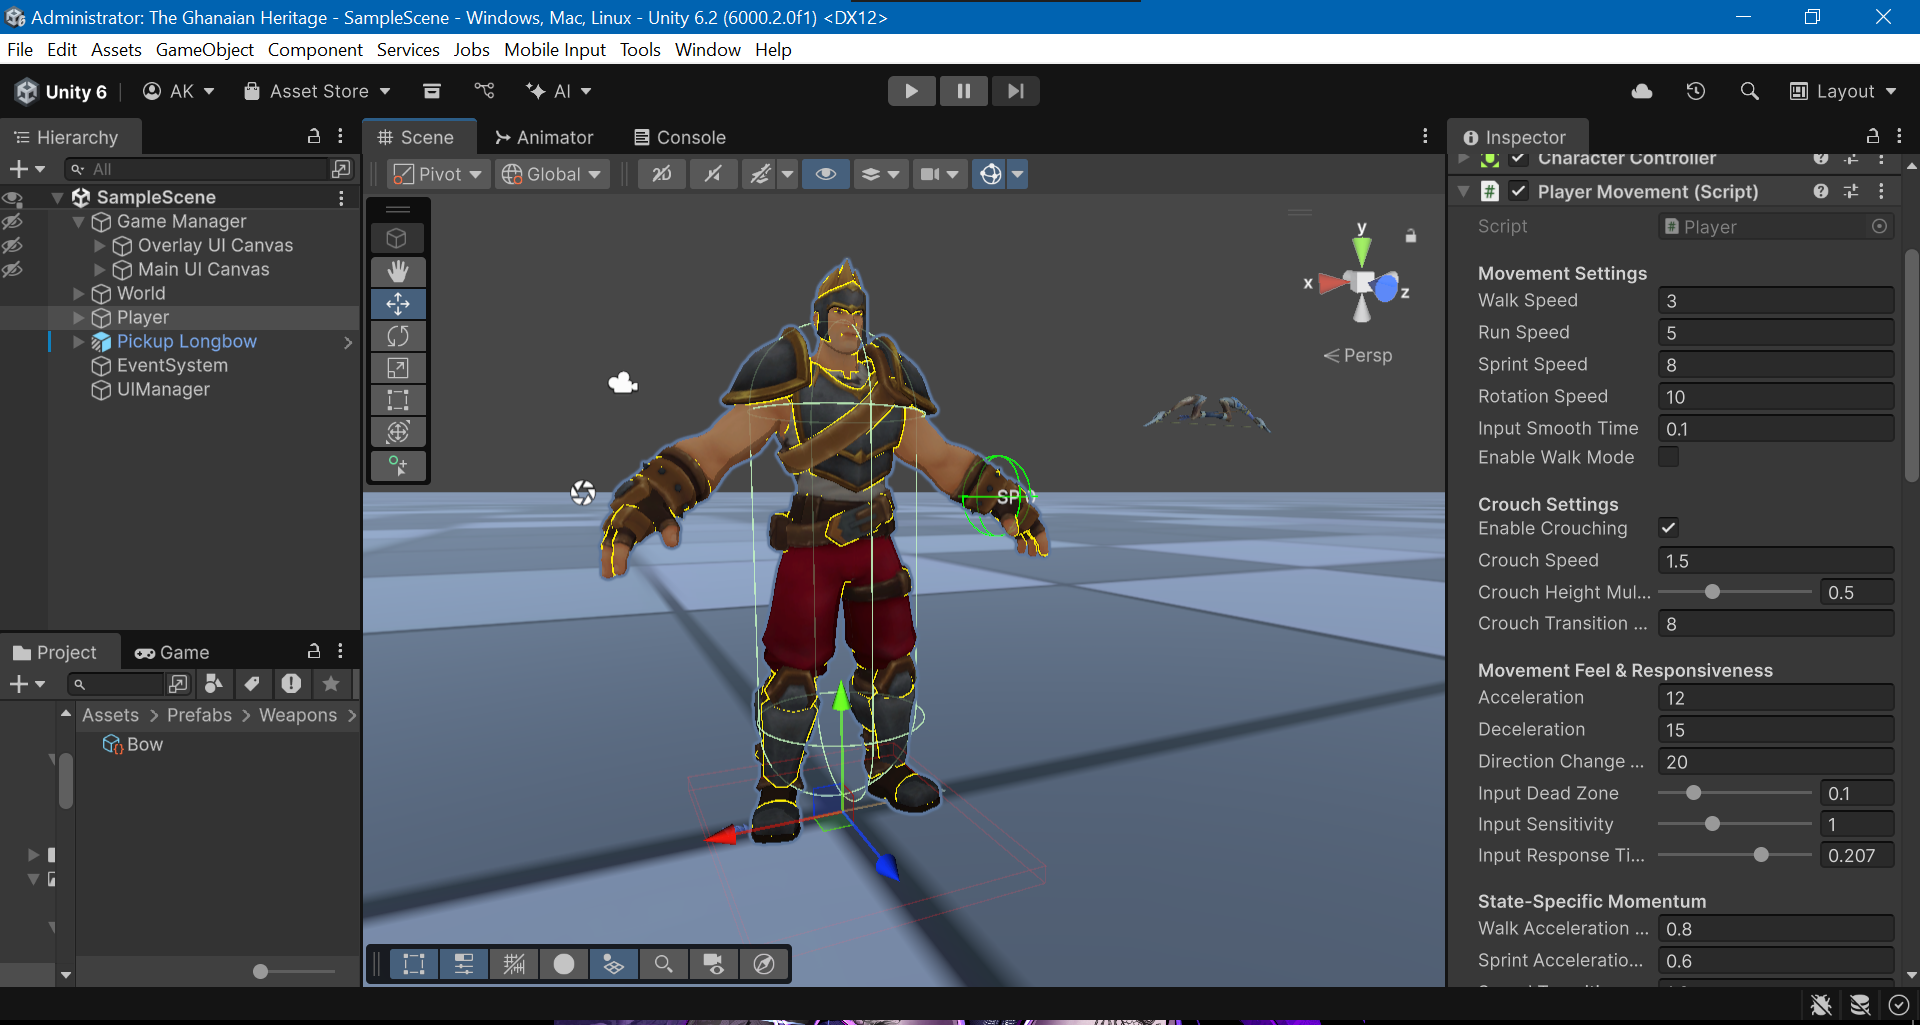 Administrator: The Ghanaian Heritage - SampleScene - Windows, Mac, Linux - Unity 6.2 (6000.2.0f1) <DX12>
File Edit Assets GameObject Component Services Jobs Mobile Input Tools Window Help
Unity 6 AK Asset Store AI Layout
Hierarchy
All
SampleScene
Game Manager
Overlay UI Canvas
Main UI Canvas
World
Player
Pickup Longbow
EventSystem
UIManager
Project Game
Assets > Prefabs > Weapons >
Bow
Scene Animator Console
Pivot Global 2D
y
x
z
Persp
Inspector
Character Controller
Player Movement (Script)
Script Player
Movement Settings
Walk Speed 3
Run Speed 5
Sprint Speed 8
Rotation Speed 10
Input Smooth Time 0.1
Enable Walk Mode
Crouch Settings
Enable Crouching
Crouch Speed 1.5
Crouch Height Mul... 0.5
Crouch Transition ... 8
Movement Feel & Responsiveness
Acceleration 12
Deceleration 15
Direction Change ... 20
Input Dead Zone 0.1
Input Sensitivity 1
Input Response Ti... 0.207
State-Specific Momentum
Walk Acceleration ... 0.8
Sprint Acceleratio... 0.6